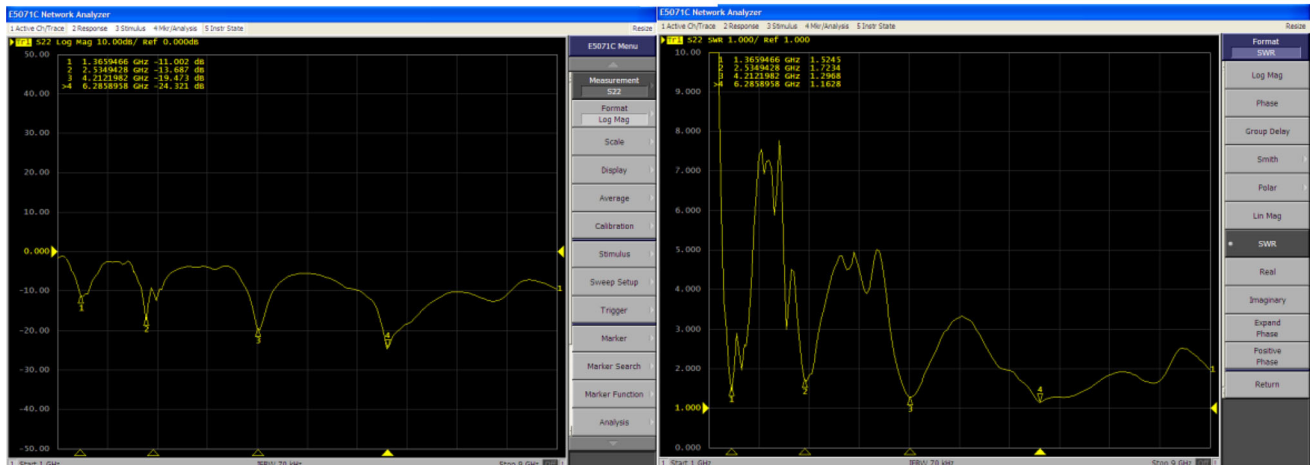 E5071C Network Analyzer
1 Active Ch/Trace 2 Response 3 Stimulus 4 Mkr/Analysis 5 Instr State
Resize
Tr1 S22 Log Mag 10.00dB/ Ref 0.000dB
50.00
1 1.3659466 GHz -11.002 dB
2 2.5349428 GHz -13.687 dB
3 4.2121982 GHz -19.473 dB
>4 6.2858958 GHz -24.321 dB
40.00
30.00
20.00
10.00
0.000
-10.00
-20.00
-30.00
-40.00
-50.00
1
1
2
3
4
1 Start 1 GHz
IFBW 70 kHz
Stop 9 GHz
E5071C Menu
Measurement
S22
Format
Log Mag
Scale
Display
Average
Calibration
Stimulus
Sweep Setup
Trigger
Marker
Marker Search
Marker Function
Analysis
E5071C Network Analyzer
1 Active Ch/Trace 2 Response 3 Stimulus 4 Mkr/Analysis 5 Instr State
Resize
Tr1 S22 SWR 1.000/ Ref 1.000
10.00
1 1.3659466 GHz 1.5245
2 2.5349428 GHz 1.7234
3 4.2121982 GHz 1.2968
>4 6.2858958 GHz 1.1628
9.000
8.000
7.000
6.000
5.000
4.000
3.000
2.000
1.000
0.000
1
1
2
3
4
1 Start 1 GHz
IFBW 70 kHz
Stop 9 GHz
Format
SWR
Log Mag
Phase
Group Delay
Smith
Polar
Lin Mag
SWR
Real
Imaginary
Expand
Phase
Positive
Phase
Return